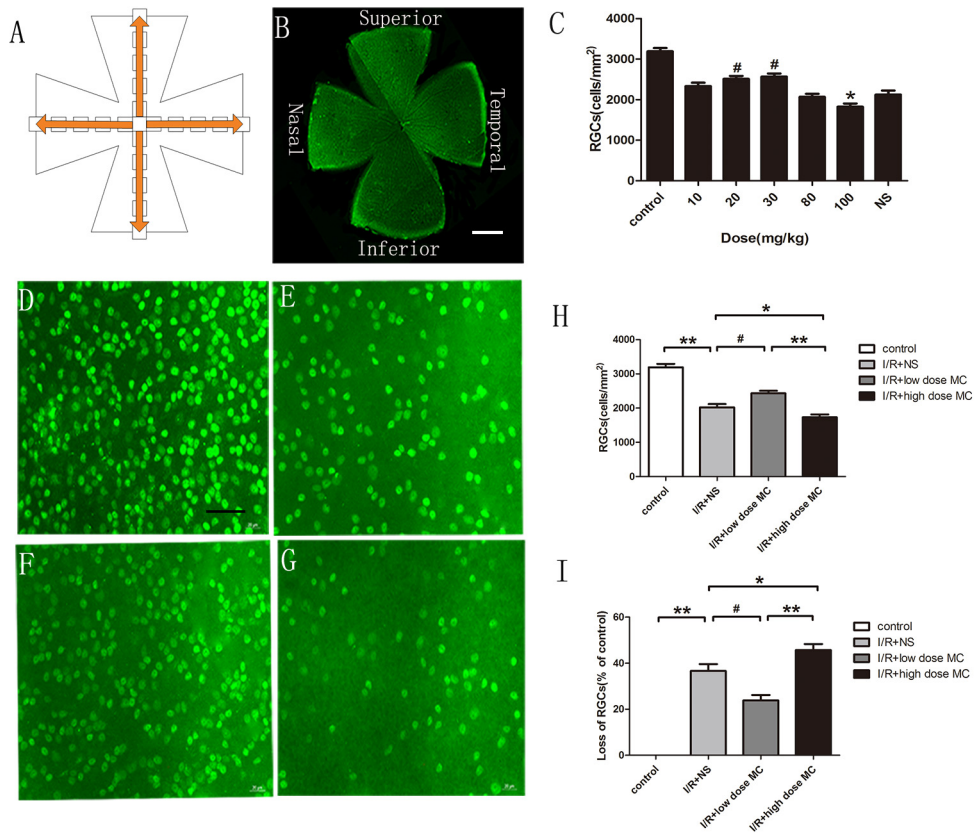 A
B
Superior
Nasal
Temporal
Inferior
C
RGCs(cells/mm2)
4000
3000
2000
1000
0
# # *
control 10 20 30 80 100 NS
Dose(mg/kg)
D
E
F
G
H
RGCs(cells/mm2)
4000
3000
2000
1000
0
*
** # **
control I/R+NS I/R+low dose MC I/R+high dose MC
control
I/R+NS
I/R+low dose MC
I/R+high dose MC
I
Loss of RGCs(% of control)
60
40
20
0
*
** # **
control I/R+NS I/R+low dose MC I/R+high dose MC
control
I/R+NS
I/R+low dose MC
I/R+high dose MC